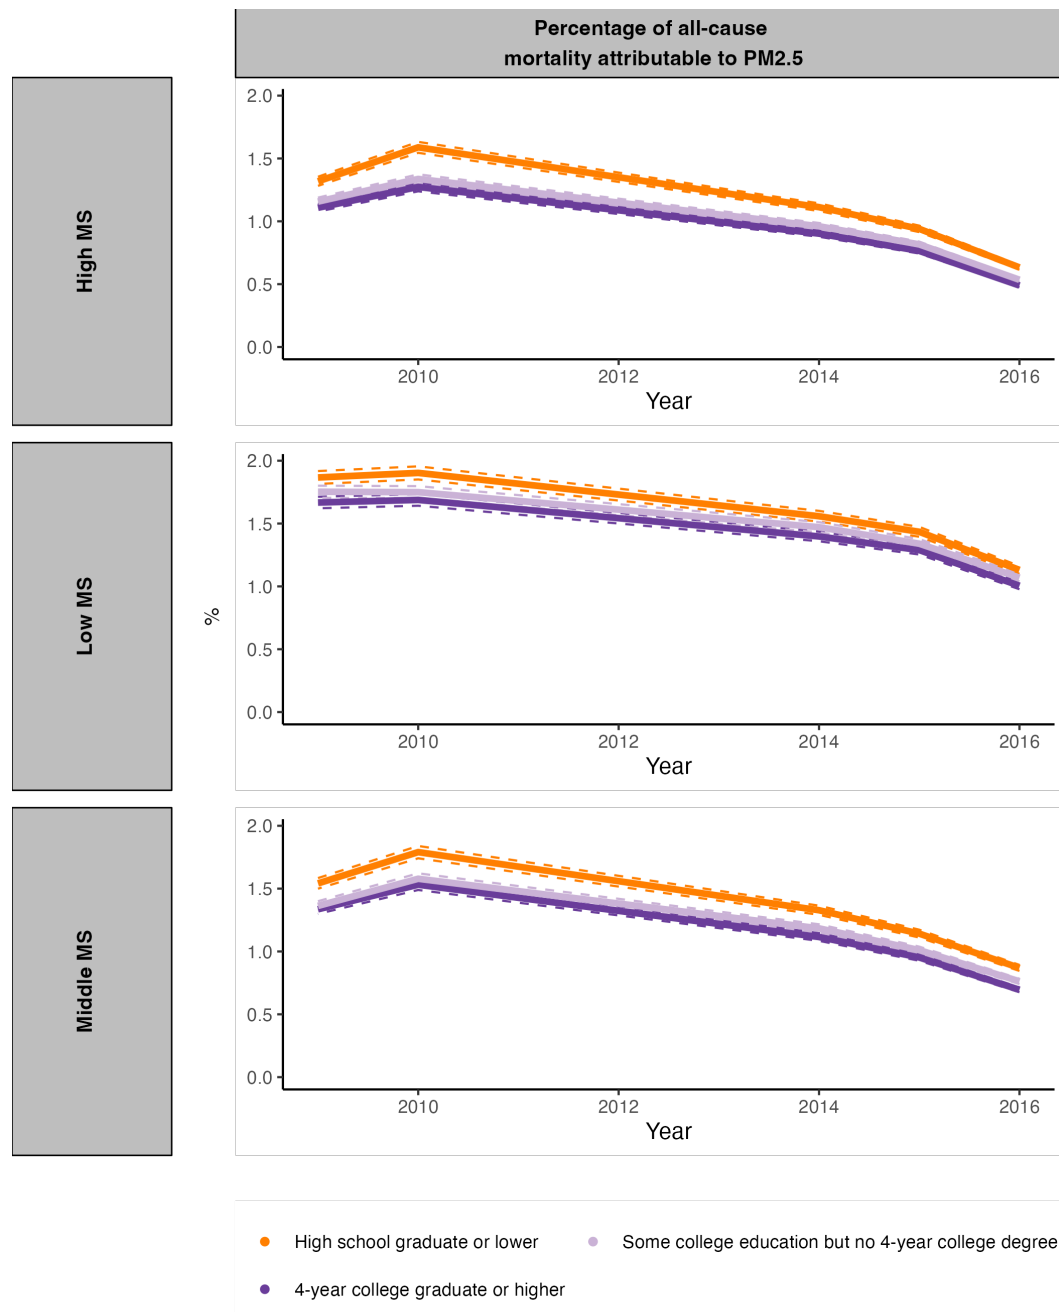 Percentage of all-cause
mortality attributable to PM2.5
High MS
2.0
1.5
1.0
0.5
0.0
2010 2012 2014 2016
Year
Low MS
%
2.0
1.5
1.0
0.5
0.0
2010 2012 2014 2016
Year
Middle MS
2.0
1.5
1.0
0.5
0.0
2010 2012 2014 2016
Year
High school graduate or lower
Some college education but no 4-year college degree
4-year college graduate or higher